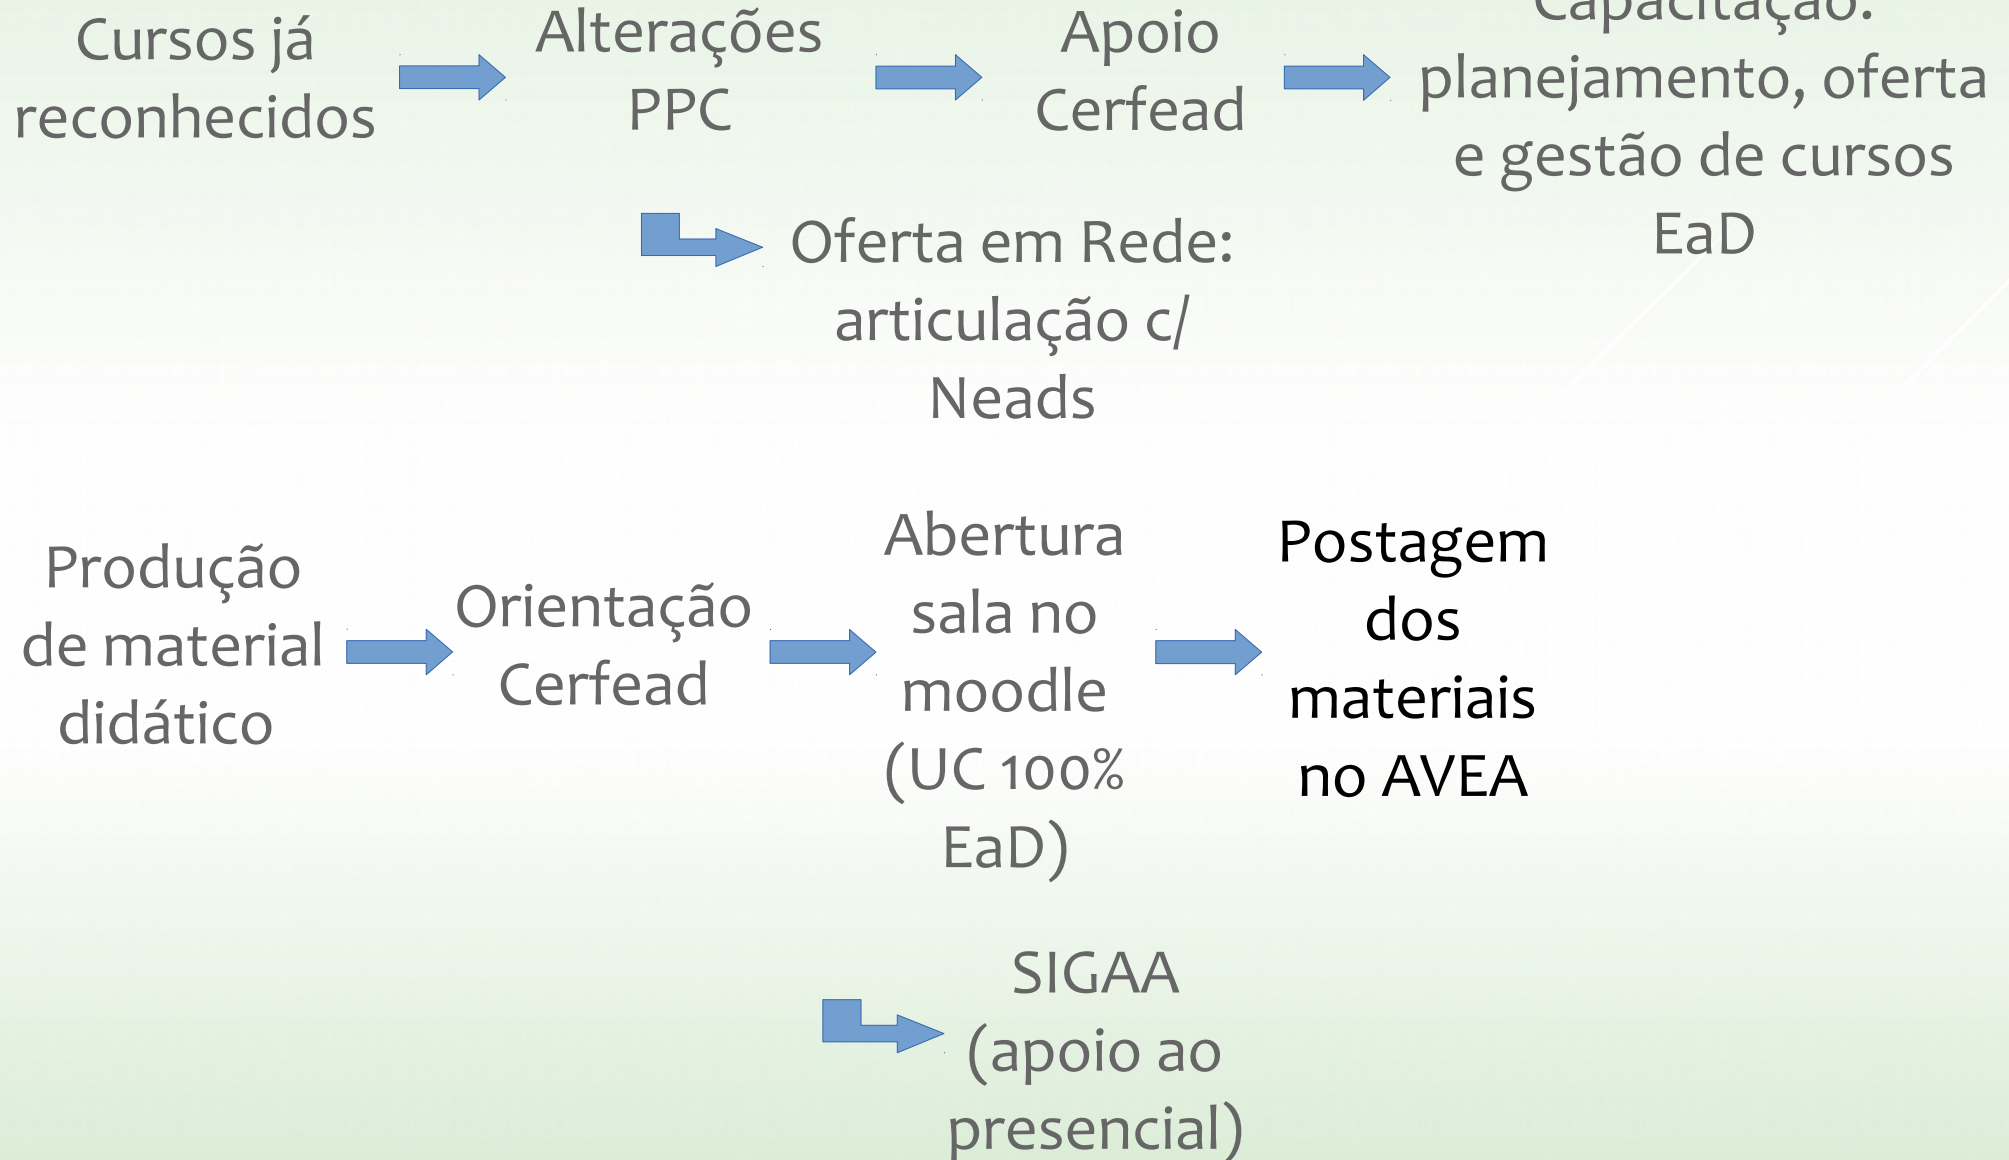 Cursos já
reconhecidos
Alterações
PPC
Apoio
Cerfead
Capacitação:
planejamento, oferta
e gestão de cursos
EaD
Oferta em Rede:
articulação c/
Neads
Produção
de material
didático
Orientação
Cerfead
Abertura
sala no
moodle
(UC 100%
EaD)
Postagem
dos
materiais
no AVEA
SIGAA
(apoio ao
presencial)